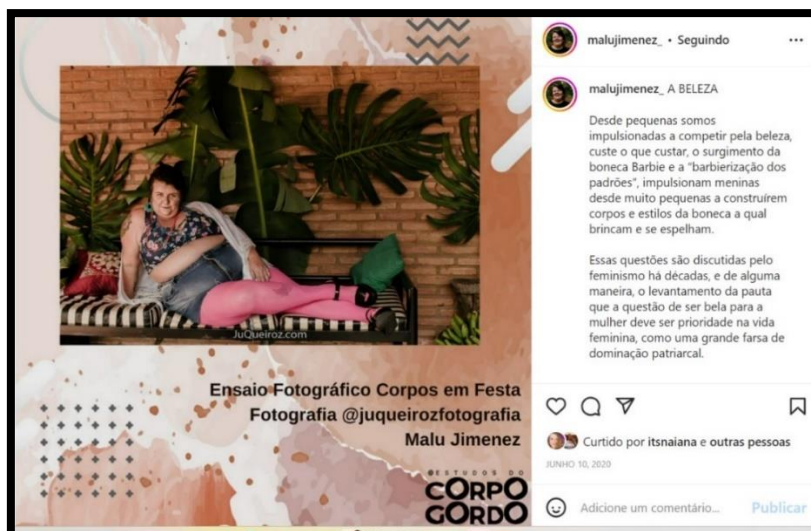 JuQueiroz.com
Ensaio Fotográfico Corpos em Festa
Fotografia @juqueirozfotografia
Malu Jimenez
@ESTUDOS DO
CORPO
GORDO
malujimenez_ • Seguindo
malujimenez_ A BELEZA
Desde pequenas somos
impulsionadas a competir pela beleza,
custe o que custar, o surgimento da
boneca Barbie e a "barbierização dos
padrões", impulsionam meninas
desde muito pequenas a construírem
corpos e estilos da boneca a qual
brincam e se espelham.
Essas questões são discutidas pelo
feminismo há décadas, e de alguma
maneira, o levantamento da pauta
que a questão de ser bela para a
mulher deve ser prioridade na vida
feminina, como uma grande farsa de
dominação patriarcal.
Curtido por itsnaiana e outras pessoas
JUNHO 10, 2020
Adicione um comentário... Publicar